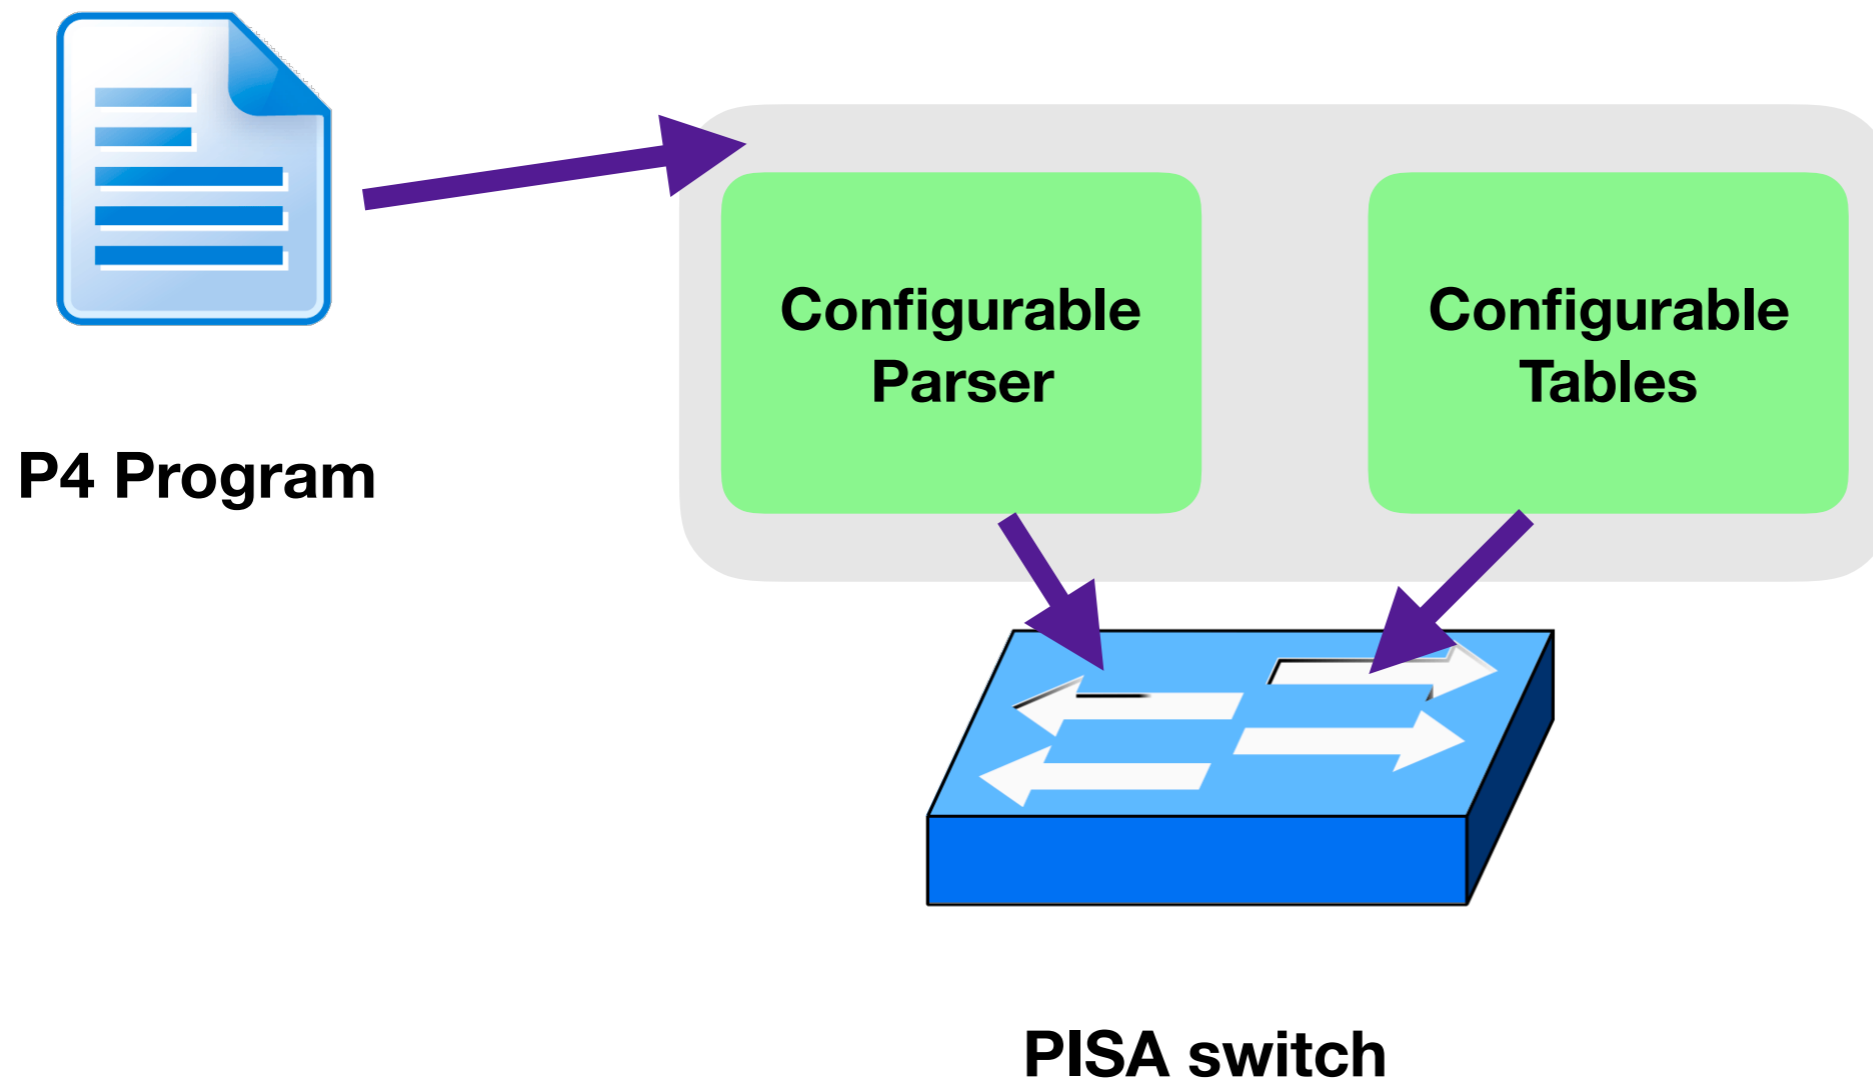 P4 Program
Configurable
Parser
Configurable
Tables
PISA switch